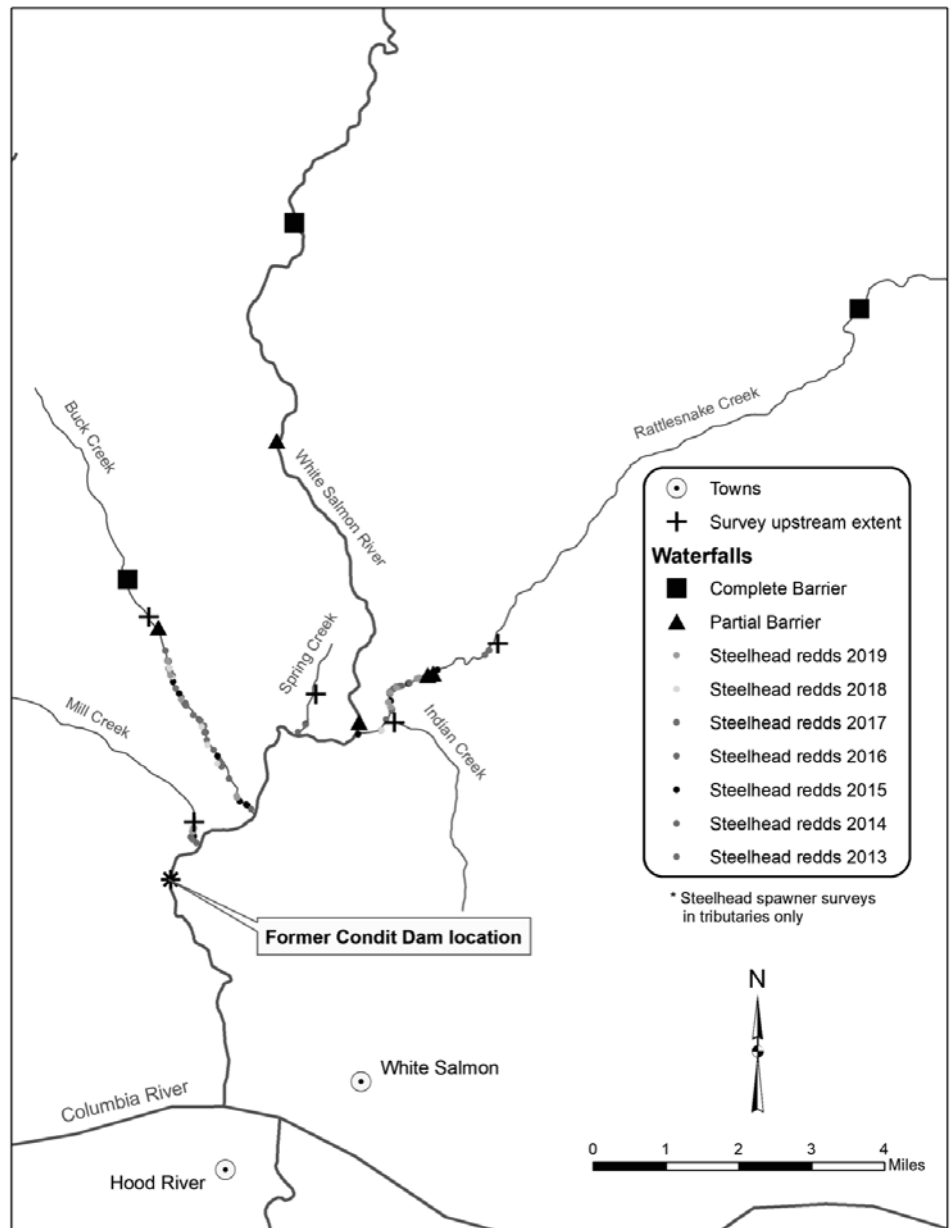 Buck Creek
White Salmon River
Rattlesnake Creek
Spring Creek
Mill Creek
Indian Creek
Towns
Survey upstream extent
Waterfalls
Complete Barrier
Partial Barrier
Steelhead redds 2019
Steelhead redds 2018
Steelhead redds 2017
Steelhead redds 2016
Steelhead redds 2015
Steelhead redds 2014
Steelhead redds 2013
* Steelhead spawner surveys
in tributaries only
Former Condit Dam location
N
White Salmon
Columbia River
Hood River
0 1 2 3 4
Miles